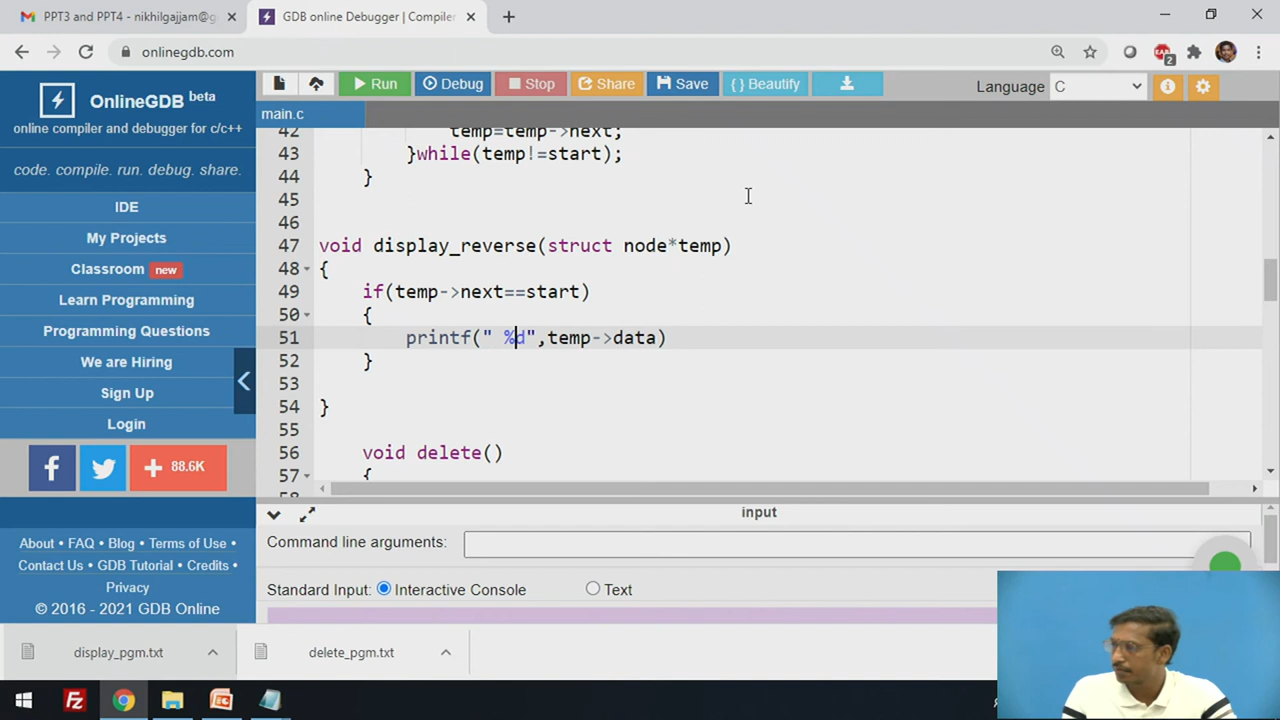 PPT3 and PPT4 - nikhilgajjam@g
GDB online Debugger | Compiler
onlinegdb.com
2
OnlineGDB beta
online compiler and debugger for c/c++
code. compile. run. debug. share.
IDE
My Projects
Classroom new
Learn Programming
Programming Questions
We are Hiring
Sign Up
Login
88.6K
About • FAQ • Blog • Terms of Use •
Contact Us • GDB Tutorial • Credits •
Privacy
© 2016 - 2021 GDB Online
Run Debug Stop Share Save { } Beautify Language C
main.c
42 temp=temp->next;
43 }while(temp!=start);
44 }
45
46
47 void display_reverse(struct node*temp)
48 {
49 if(temp->next==start)
50 {
51 printf(" %d",temp->data)
52 }
53
54 }
55
56 void delete()
57 {
58
input
Command line arguments:
Standard Input: Interactive Console Text
display_pgm.txt
delete_pgm.txt